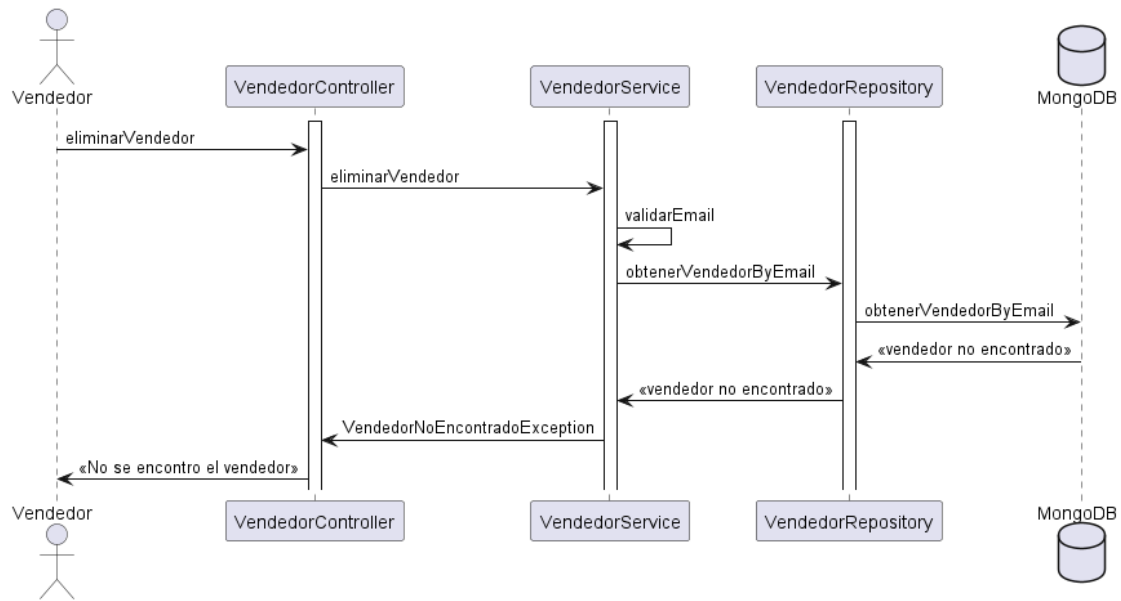 Vendedor
VendedorController
VendedorService
VendedorRepository
MongoDB
eliminarVendedor
eliminarVendedor
validarEmail
obtenerVendedorByEmail
obtenerVendedorByEmail
«vendedor no encontrado»
«vendedor no encontrado»
VendedorNoEncontradoException
«No se encontro el vendedor»
Vendedor
VendedorController
VendedorService
VendedorRepository
MongoDB